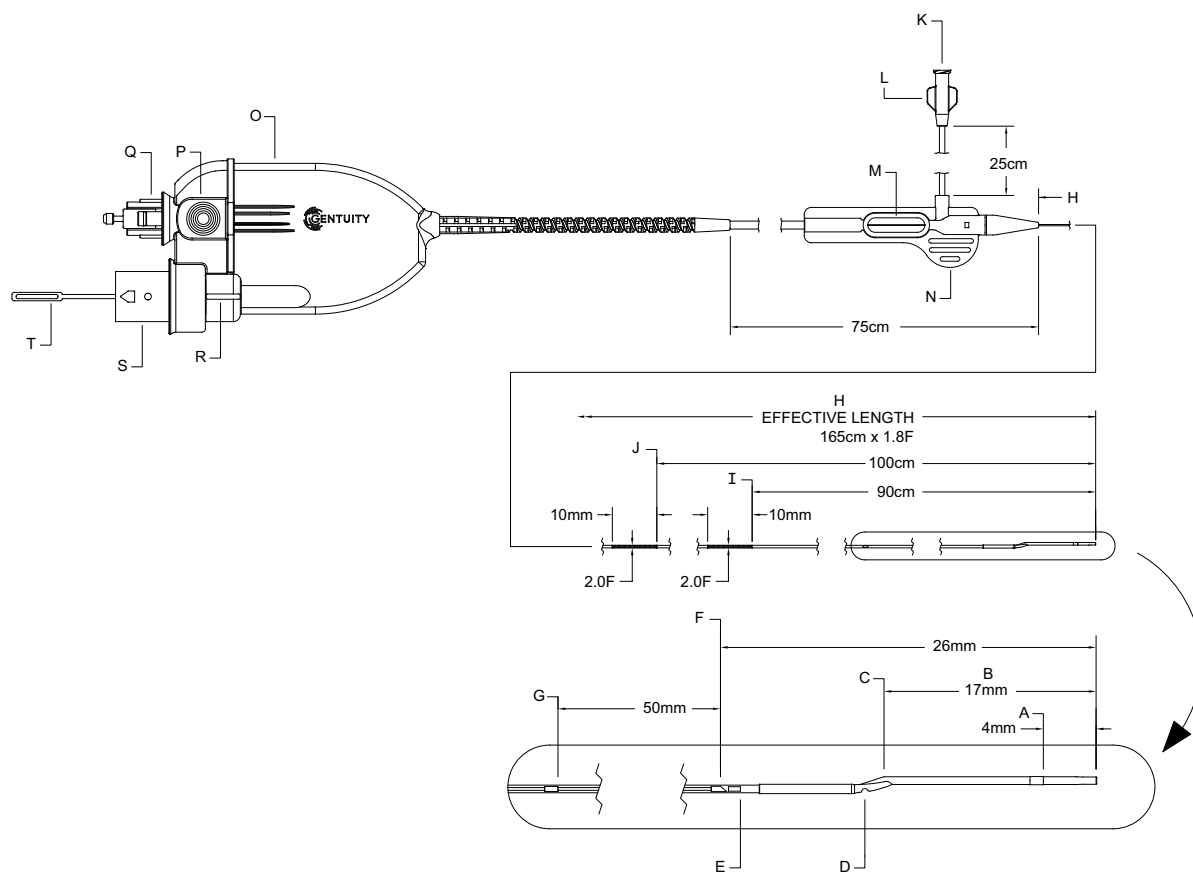 K
L
O
Q
P
25cm
M
H
GENTUITY
N
75cm
T
S
R
H
EFFECTIVE LENGTH
165cm x 1.8F
J
100cm
I
90cm
10mm
10mm
2.0F
2.0F
F
26mm
C
B
17mm
G
50mm
A
4mm
E
D